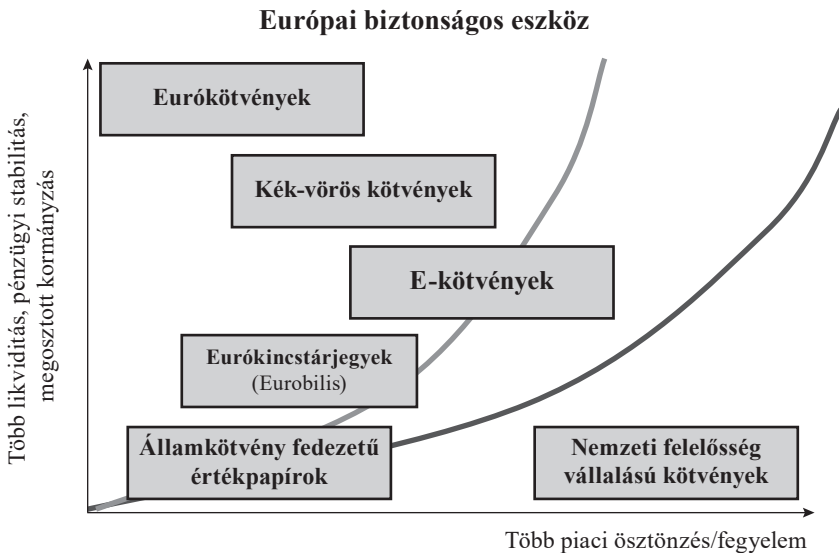 Európai biztonságos eszköz
Több likviditás, pénzügyi stabilitás,
megosztott kormányzás
Eurókötvények
Kék-vörös kötvények
E-kötvények
Eurókincstárjegyek
(Eurobilis)
Államkötvény fedezetű
értékpapírok
Nemzeti felelősség
vállalású kötvények
Több piaci ösztönzés/fegyelem